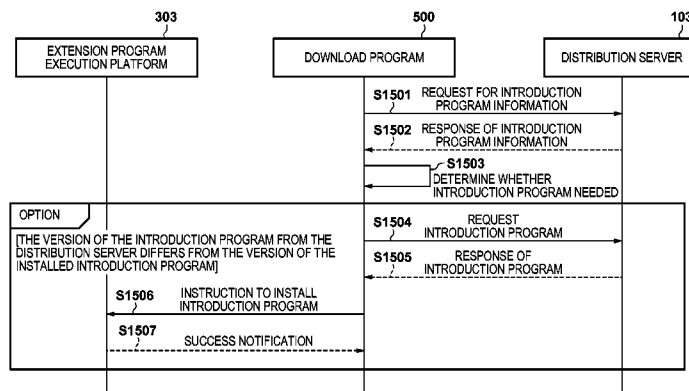 303
500
103
EXTENSION PROGRAM
EXECUTION PLATFORM
DOWNLOAD PROGRAM
DISTRIBUTION SERVER
S1501
REQUEST FOR INTRODUCTION
PROGRAM INFORMATION
S1502
RESPONSE OF INTRODUCTION
PROGRAM INFORMATION
S1503
DETERMINE WHETHER
INTRODUCTION PROGRAM NEEDED
OPTION
[THE VERSION OF THE INTRODUCTION PROGRAM FROM THE
DISTRIBUTION SERVER DIFFERS FROM THE VERSION OF THE
INSTALLED INTRODUCTION PROGRAM]
S1504
REQUEST
INTRODUCTION PROGRAM
S1505
RESPONSE OF
INTRODUCTION PROGRAM
S1506
INSTRUCTION TO INSTALL
INTRODUCTION PROGRAM
S1507
SUCCESS NOTIFICATION